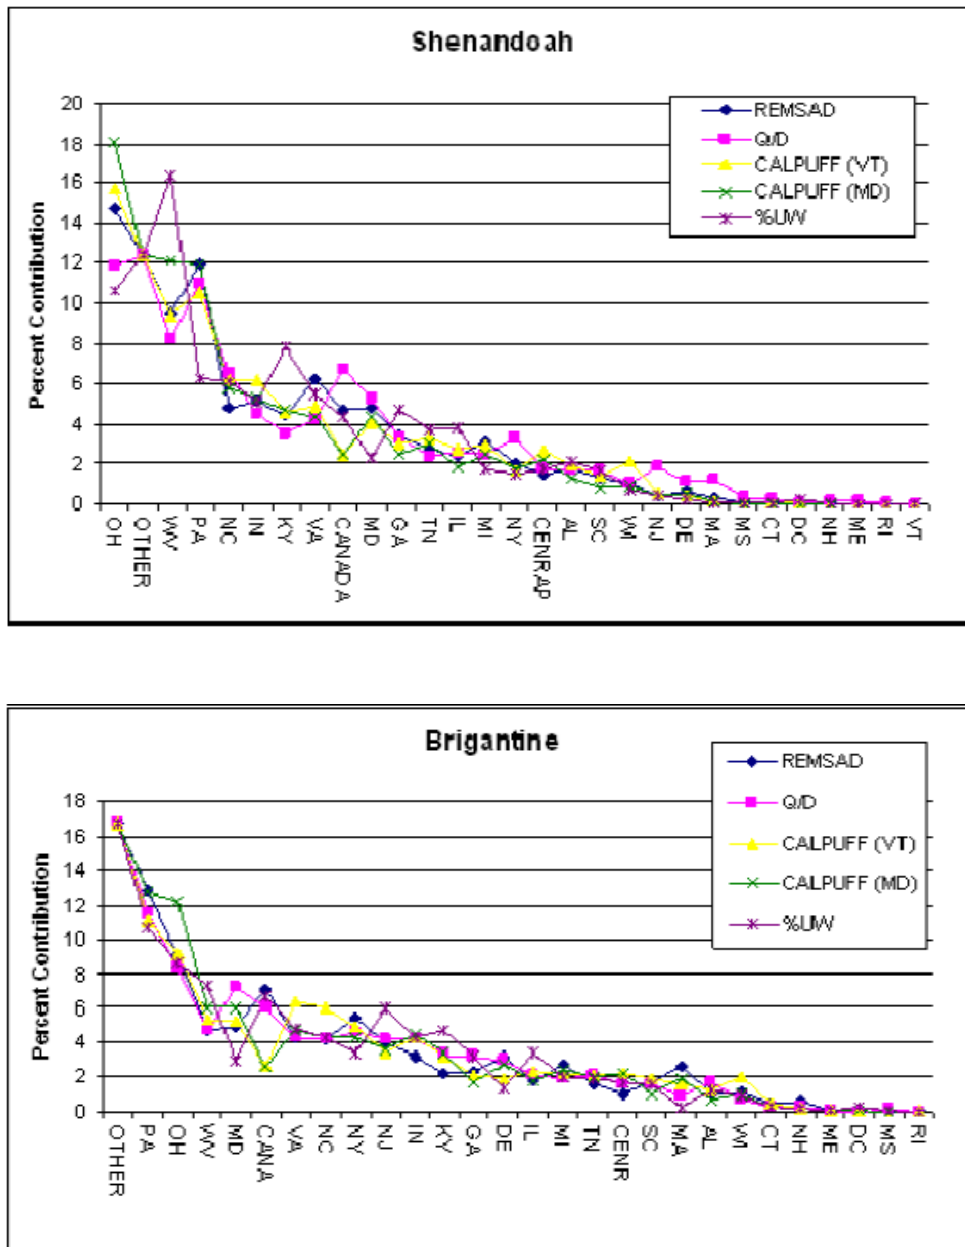 Shenandoah
REMSAD
Q/D
CALPUFF (VT)
CALPUFF (MD)
%UW
Percent Contribution
20
18
16
14
12
10
8
6
4
2
0
OH
OTHER
WV
PA
NC
IN
KY
VA
CANADA
MD
GA
TN
IL
MI
NY
CENRAP
AL
SC
WI
NJ
DE
MA
MS
CT
DC
NH
ME
RI
VT
Brigantine
REMSAD
Q/D
CALPUFF (VT)
CALPUFF (MD)
%UW
Percent Contribution
18
16
14
12
10
8
6
4
2
0
OTHER
PA
OH
WV
MD
CANA
VA
NC
NY
NJ
IN
KY
GA
DE
IL
MI
TN
CENR
SC
MA
AL
WI
CT
NH
ME
DC
MS
RI